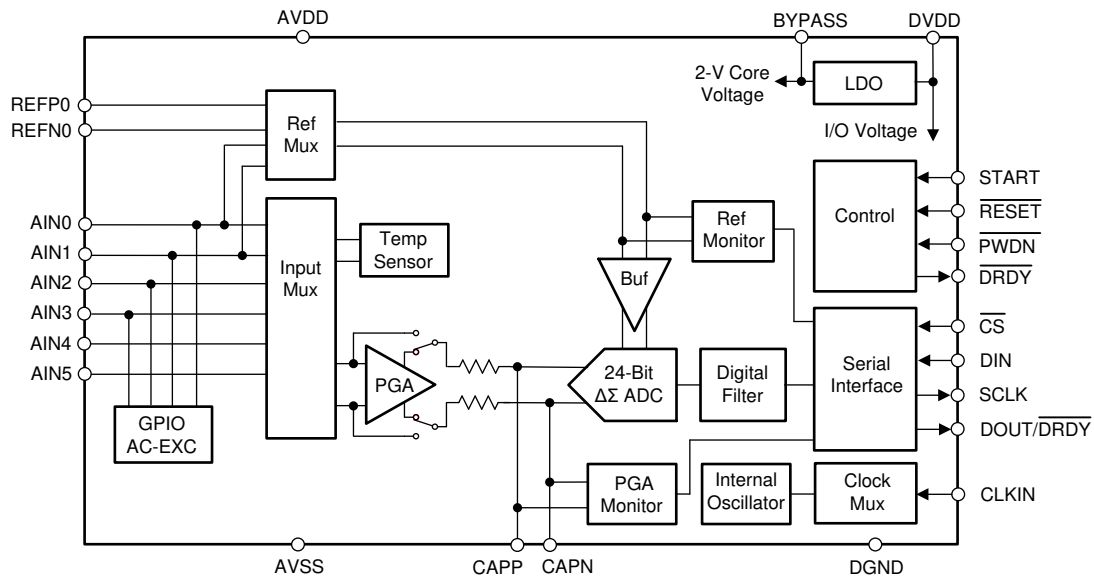 AVDD
BYPASS
DVDD
2-V Core
Voltage
LDO
I/O Voltage
REFP0
REFN0
Ref
Mux
AIN0
AIN1
AIN2
AIN3
AIN4
AIN5
Input
Mux
Temp
Sensor
GPIO
AC-EXC
PGA
Buf
Ref
Monitor
24-Bit
ΔΣ ADC
Digital
Filter
Control
Serial
Interface
START
RESET
PWDN
DRDY
CS
DIN
SCLK
DOUT/DRDY
PGA
Monitor
Internal
Oscillator
Clock
Mux
CLKIN
AVSS
CAPP
CAPN
DGND